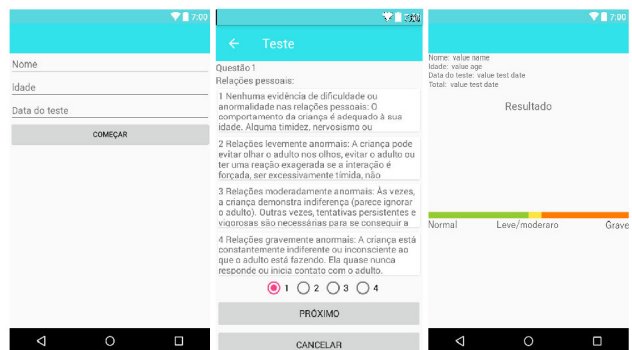 7:00
Nome
Idade
Data do teste
COMEÇAR
Teste
Questão 1
Relações pessoais:
1 Nenhuma evidência de dificuldade ou
anormalidade nas relações pessoais: O
comportamento da criança é adequado à sua
idade. Alguma timidez, nervosismo ou
2 Relações levemente anormais: A criança pode
evitar olhar o adulto nos olhos, evitar o adulto ou
ter uma reação exagerada se a interação é
forçada, ser excessivamente tímida, não
3 Relações moderadamente anormais: Às vezes,
a criança demonstra indiferença (parece ignorar
o adulto). Outras vezes, tentativas persistentes e
vigorosas são necessárias para se conseguir a
4 Relações gravemente anormais: A criança está
constantemente indiferente ou inconsciente ao
que o adulto está fazendo. Ela quase nunca
responde ou inicia contato com o adulto.
1 2 3 4
PRÓXIMO
CANCELAR
7:00
Nome: value name
Idade: value age
Data do teste: value test date
Total: value test date
Resultado
Normal Leve/moderaro Grave